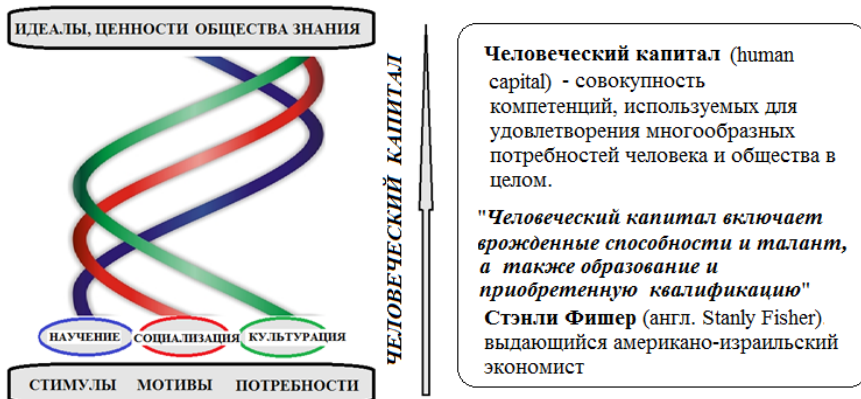 ИДЕАЛЫ, ЦЕННОСТИ ОБЩЕСТВА ЗНАНИЯ
НАУЧЕНИЕ СОЦИАЛИЗАЦИЯ КУЛЬТУРАЦИЯ
СТИМУЛЫ МОТИВЫ ПОТРЕБНОСТИ
ЧЕЛОВЕЧЕСКИЙ КАПИТАЛ
Человеческий капитал (human
capital) - совокупность
компетенций, используемых для
удовлетворения многообразных
потребностей человека и общества в
целом.
"Человеческий капитал включает
врожденные способности и талант,
а также образование и
приобретенную квалификацию"
Стэнли Фишер (англ. Stanly Fisher)
выдающийся американо-израильский
экономист